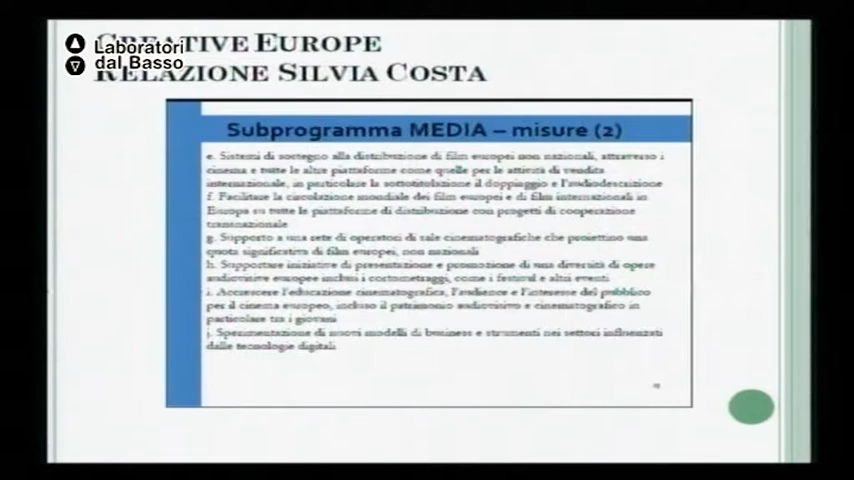 CREATIVE EUROPE
Laboratori
dal Basso
RELAZIONE SILVIA COSTA
Subprogramma MEDIA – misure (2)
e. Sistemi di sostegno alla distribuzione di film europei non nazionali, attraverso i
cinema e tutte le altre piattaforme come quelle per le attività di vendita
internazionale, in particolare la sottotitolazione il doppiaggio e l'audiodescrizione
f. Facilitare la circolazione mondiale dei film europei e di film internazionali in
Europa su tutte le piattaforme di distribuzione con progetti di cooperazione
transnazionale
g. Supporto a una rete di operatori di sale cinematografiche che proiettino una
quota significativa di film europei, non nazionali
h. Supportare iniziative di presentazione e promozione di una diversità di opere
audiovisive europee inclusi i cortometraggi, come i festival e altri eventi
i. Accrescere l'educazione cinematografica, l'audience e l'interesse del pubblico
per il cinema europeo, incluso il patrimonio audiovisivo e cinematografico in
particolare tra i giovani
j. Sperimentazione di nuovi modelli di business e strumenti nei settori influenzati
dalle tecnologie digitali